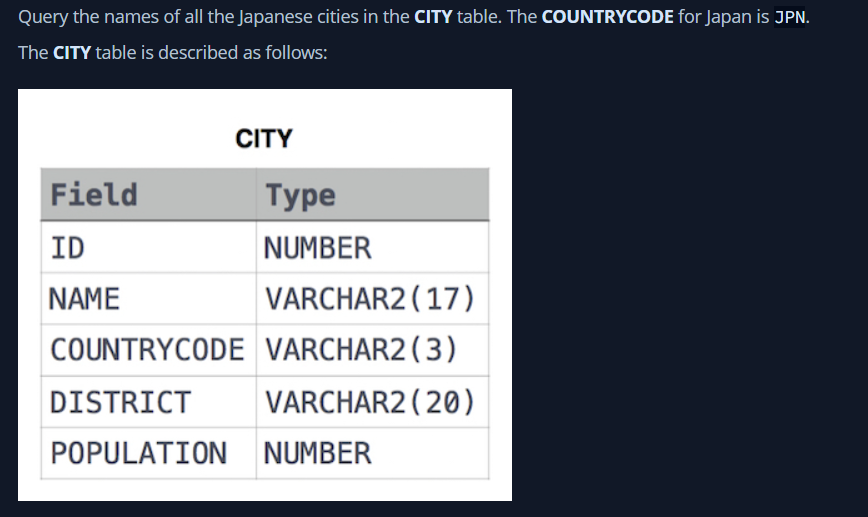 Query the names of all the Japanese cities in the CITY table. The COUNTRYCODE for Japan is JPN.
The CITY table is described as follows:
CITY
Field Type
ID NUMBER
NAME VARCHAR2(17)
COUNTRYCODE VARCHAR2(3)
DISTRICT VARCHAR2(20)
POPULATION NUMBER